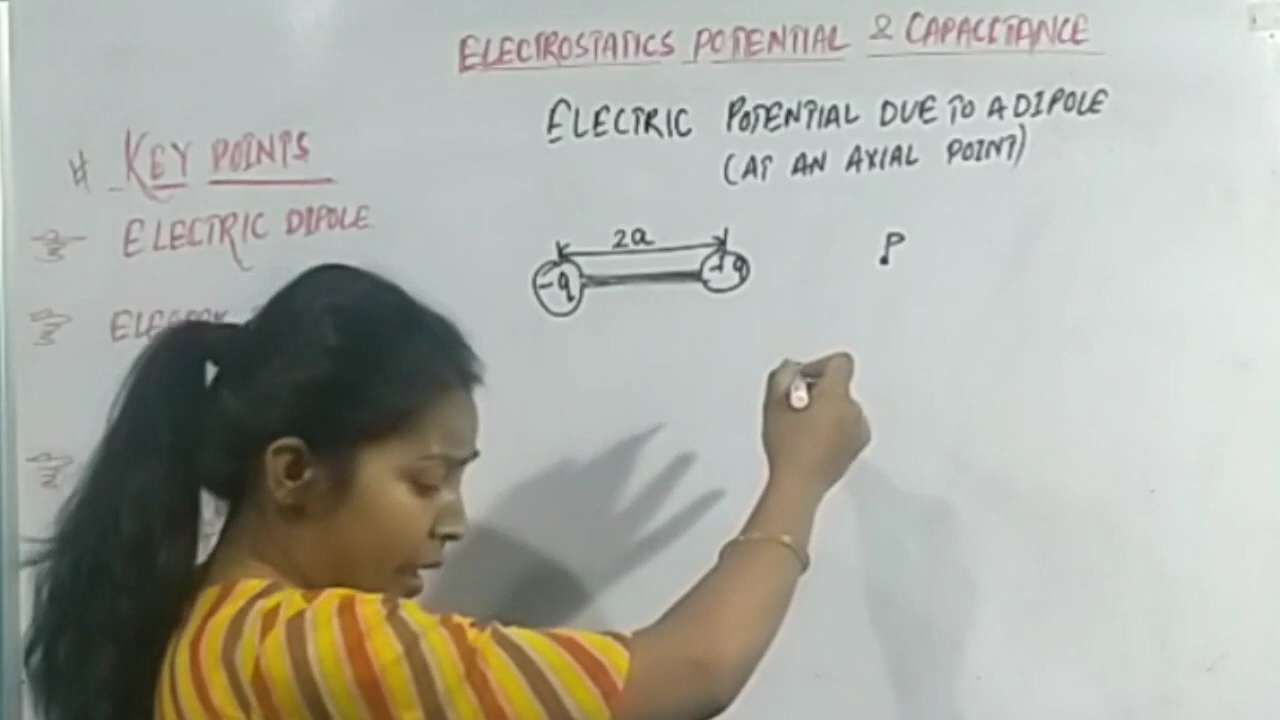 ELECTROSTATICS POTENTIAL & CAPACITANCE
ELECTRIC POTENTIAL DUE TO A DIPOLE
(AT AN AXIAL POINT)
# KEY POINTS
ELECTRIC DIPOLE
2a
-q
+q
P